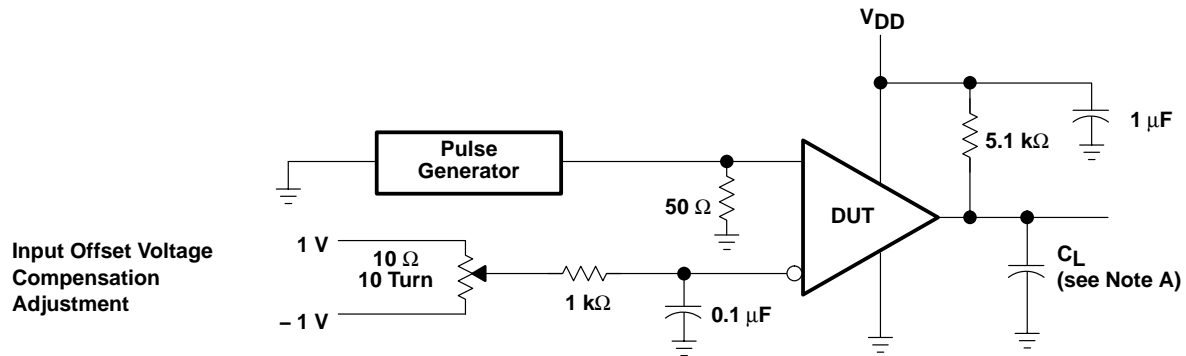 VDD
Pulse
Generator
1 μF
5.1 kΩ
50 Ω
DUT
Input Offset Voltage
Compensation
Adjustment
1 V
10 Ω
10 Turn
– 1 V
1 kΩ
0.1 μF
CL
(see Note A)